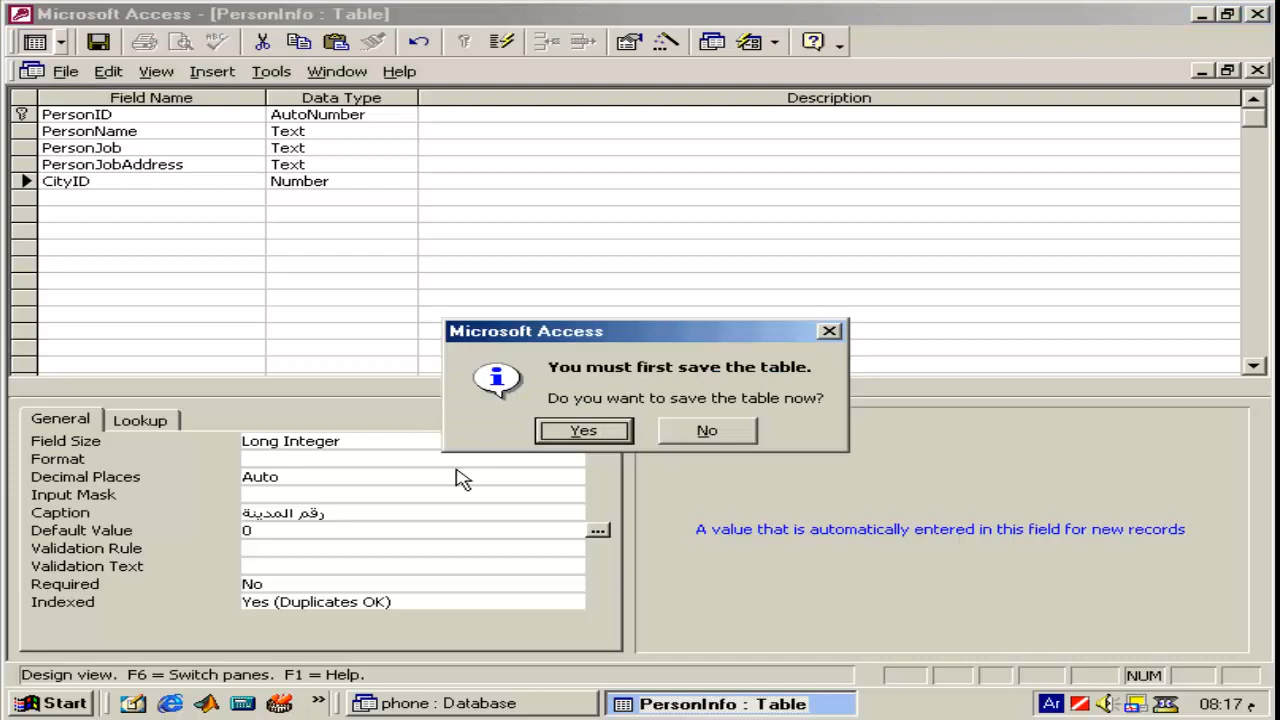 Microsoft Access - [PersonInfo : Table]
File Edit View Insert Tools Window Help
Field Name Data Type Description
PersonID AutoNumber
PersonName Text
PersonJob Text
PersonJobAddress Text
CityID Number
Microsoft Access
You must first save the table.
Do you want to save the table now?
Yes No
General Lookup
Field Size Long Integer
Format
Decimal Places Auto
Input Mask
Caption رقم المدينة
Default Value 0
Validation Rule
Validation Text
Required No
Indexed Yes (Duplicates OK)
A value that is automatically entered in this field for new records
Design view. F6 = Switch panes. F1 = Help.
NUM
Start phona : Database PersonInfo : Table Ar 08:17 م